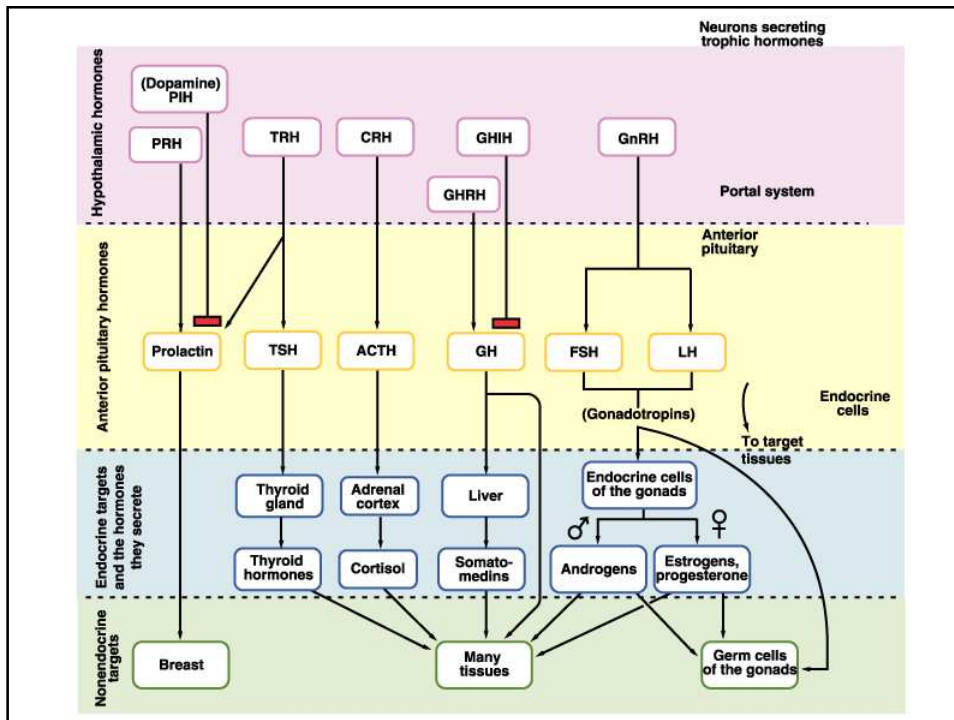 Neurons secreting
trophic hormones
Hypothalamic hormones
(Dopamine)
PIH
PRH
TRH
CRH
GHIH
GHRH
GnRH
Portal system
Anterior
pituitary
Anterior pituitary hormones
Prolactin
TSH
ACTH
GH
FSH
LH
(Gonadotropins)
Endocrine
cells
To target
tissues
Endocrine targets
and the hormones
they secrete
Thyroid
gland
Adrenal
cortex
Liver
Endocrine cells
of the gonads
♂
♀
Thyroid
hormones
Cortisol
Somato-
medins
Androgens
Estrogens,
progesterone
Nonendocrine
targets
Breast
Many
tissues
Germ cells
of the gonads